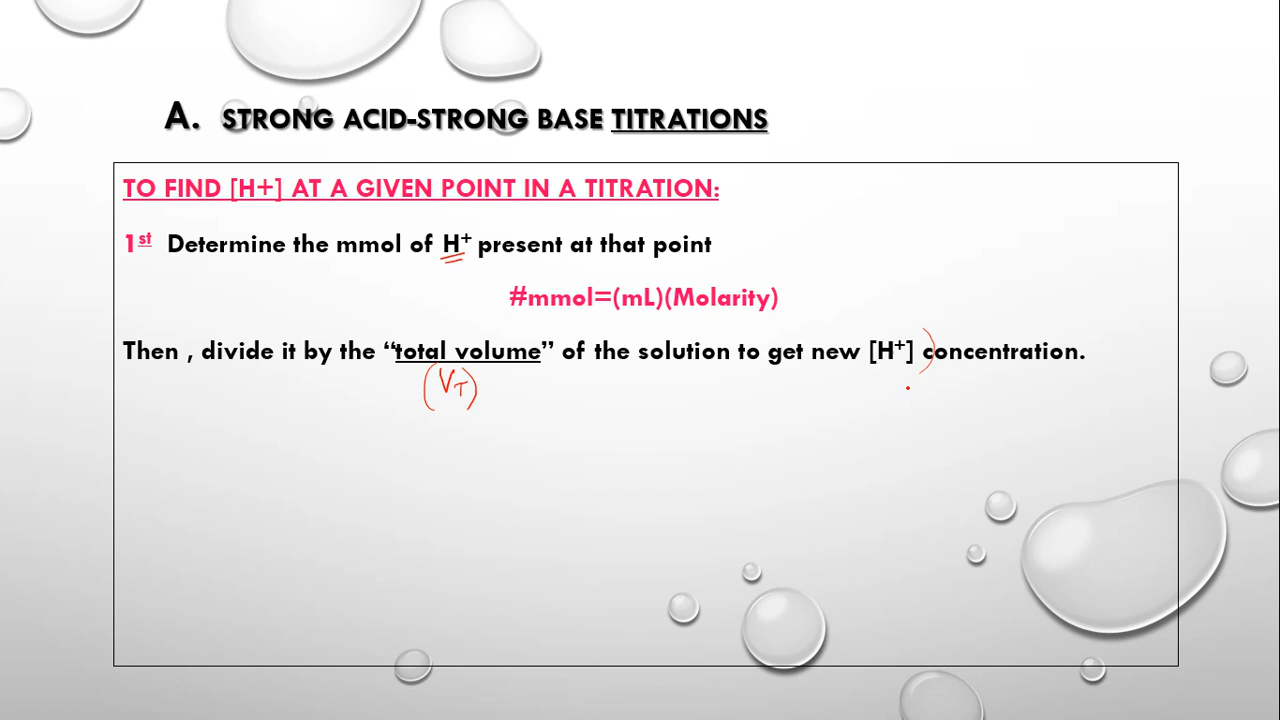 A. STRONG ACID-STRONG BASE TITRATIONS
TO FIND [H+] AT A GIVEN POINT IN A TITRATION:
1st Determine the mmol of H⁺ present at that point
#mmol=(mL)(Molarity)
Then , divide it by the “total volume” of the solution to get new [H⁺] concentration.
(VT)